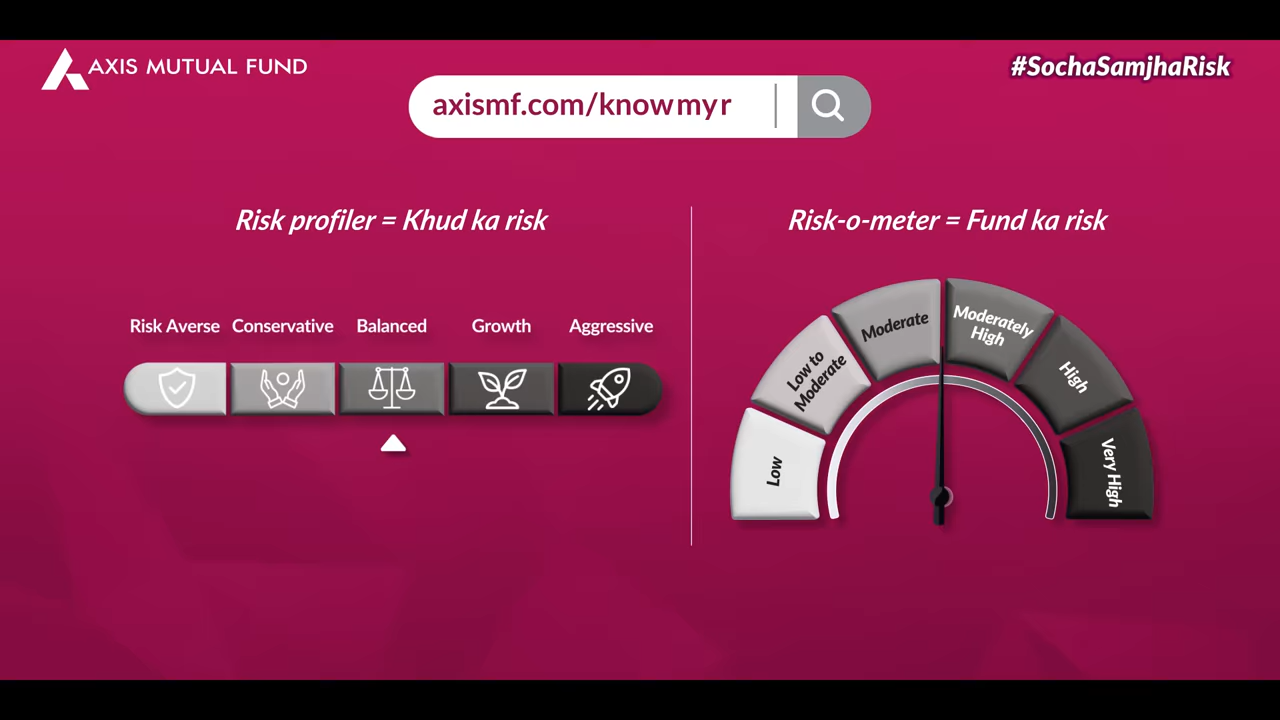 AXIS MUTUAL FUND
#SochaSamjhaRisk
axismf.com/knowmyr
Risk profiler = Khud ka risk
Risk Averse
Conservative
Balanced
Growth
Aggressive
Risk-o-meter = Fund ka risk
Low
Low to
Moderate
Moderate
Moderately
High
High
Very High